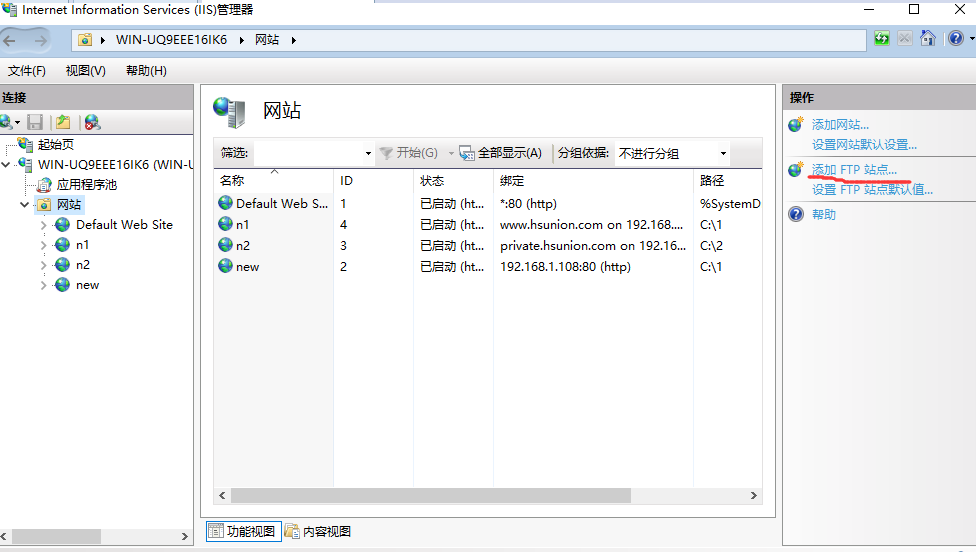 Internet Information Services (IIS)管理器
WIN-UQ9EEE16IK6 网站
文件(F) 视图(V) 帮助(H)
连接
起始页
WIN-UQ9EEE16IK6 (WIN-U
应用程序池
网站
Default Web Site
n1
n2
new
网站
筛选: 开始(G) 全部显示(A) 分组依据: 不进行分组
名称 ID 状态 绑定 路径
Default Web S... 1 已启动 (ht... *:80 (http) %SystemD
n1 4 已启动 (ht... www.hsunion.com on 192.168.... C:\1
n2 3 已启动 (ht... private.hsunion.com on 192.16... C:\2
new 2 已启动 (ht... 192.168.1.108:80 (http) C:\1
功能视图 内容视图
操作
添加网站...
设置网站默认设置...
添加 FTP 站点...
设置 FTP 站点默认值...
帮助